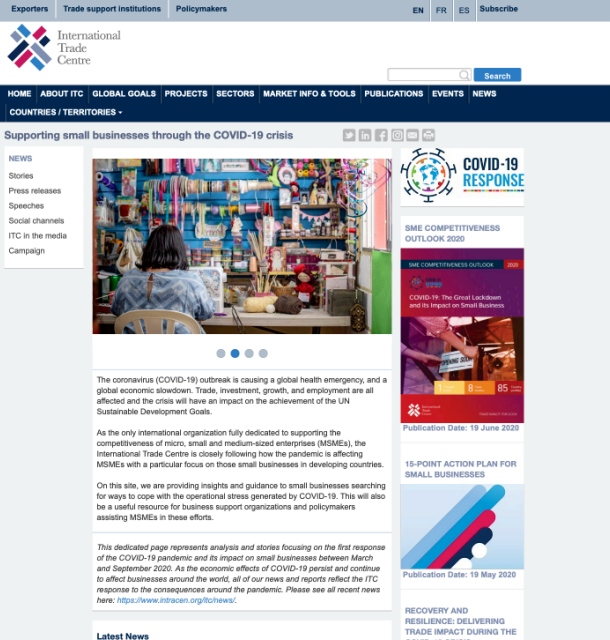 Exporters
Trade support institutions
Policymakers
EN
FR
ES
Subscribe
International
Trade
Centre
Search
HOME
ABOUT ITC
GLOBAL GOALS
PROJECTS
SECTORS
MARKET INFO & TOOLS
PUBLICATIONS
EVENTS
NEWS
COUNTRIES / TERRITORIES
Supporting small businesses through the COVID-19 crisis
NEWS
Stories
Press releases
Speeches
Social channels
ITC in the media
Campaign
The coronavirus (COVID-19) outbreak is causing a global health emergency, and a
global economic slowdown. Trade, investment, growth, and employment are all
affected and the crisis will have an impact on the achievement of the UN
Sustainable Development Goals.
As the only international organization fully dedicated to supporting the
competitiveness of micro, small and medium-sized enterprises (MSMEs), the
International Trade Centre is closely following how the pandemic is affecting
MSMEs with a particular focus on those small businesses in developing countries.
On this site, we are providing insights and guidance to small businesses searching
for ways to cope with the operational stress generated by COVID-19. This will also
be a useful resource for business support organizations and policymakers
assisting MSMEs in these efforts.
This dedicated page represents analysis and stories focusing on the first response
of the COVID-19 pandemic and its impact on small businesses between March
and September 2020. As the economic effects of COVID-19 persist and continue
to affect businesses around the world, all of our news and reports reflect the ITC
response to the consequences around the pandemic. Please see all recent news
here: https://www.intracen.org/itc/news/.
Latest News
COVID-19
RESPONSE
SME COMPETITIVENESS
OUTLOOK 2020
SME COMPETITIVENESS OUTLOOK
2020
COVID-19: The Great Lockdown
and its Impact on Small Business
OPENING SOON
1
8
85
International
Trade
Centre
Publication Date: 19 June 2020
15-POINT ACTION PLAN FOR
SMALL BUSINESSES
Publication Date: 19 May 2020
RECOVERY AND
RESILIENCE: DELIVERING
TRADE IMPACT DURING THE